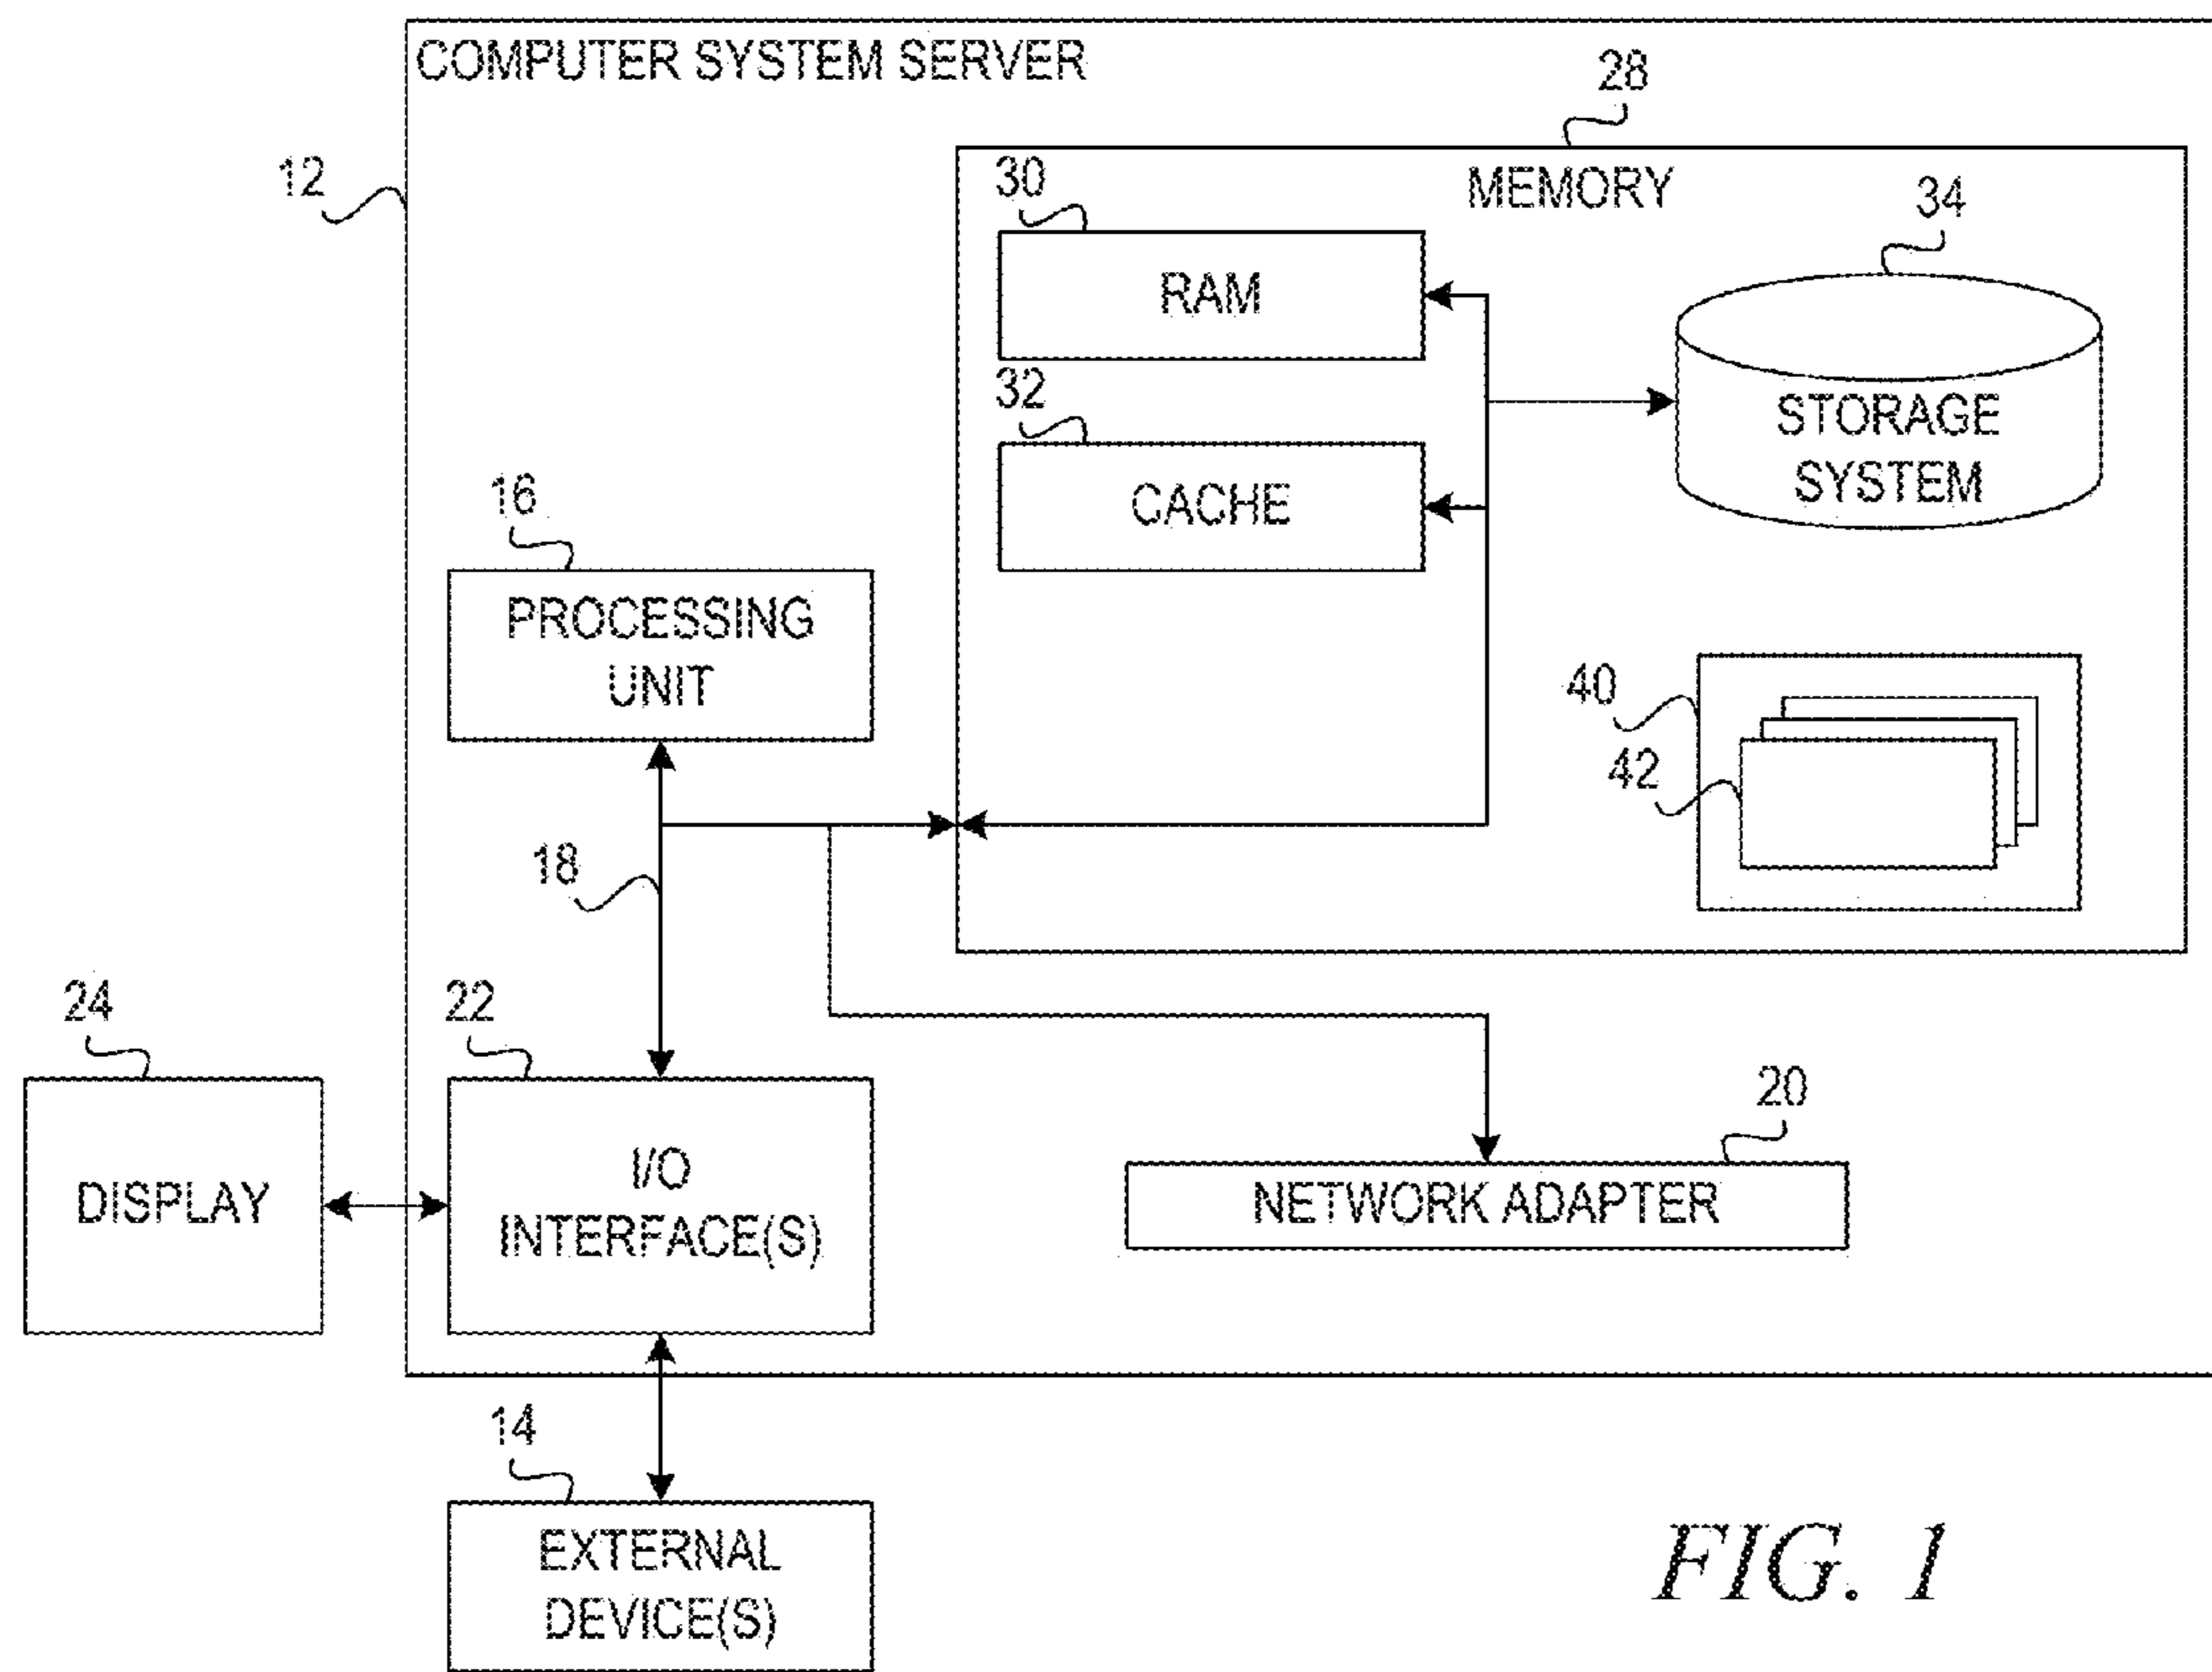 COMPUTER SYSTEM SERVER
28
12
30
MEMORY
34
RAM
32
STORAGE
SYSTEM
CACHE
16
PROCESSING
UNIT
40
42
18
24
22
20
DISPLAY
I/O
INTERFACE(S)
NETWORK ADAPTER
14
EXTERNAL
DEVICE(S)
FIG. 1